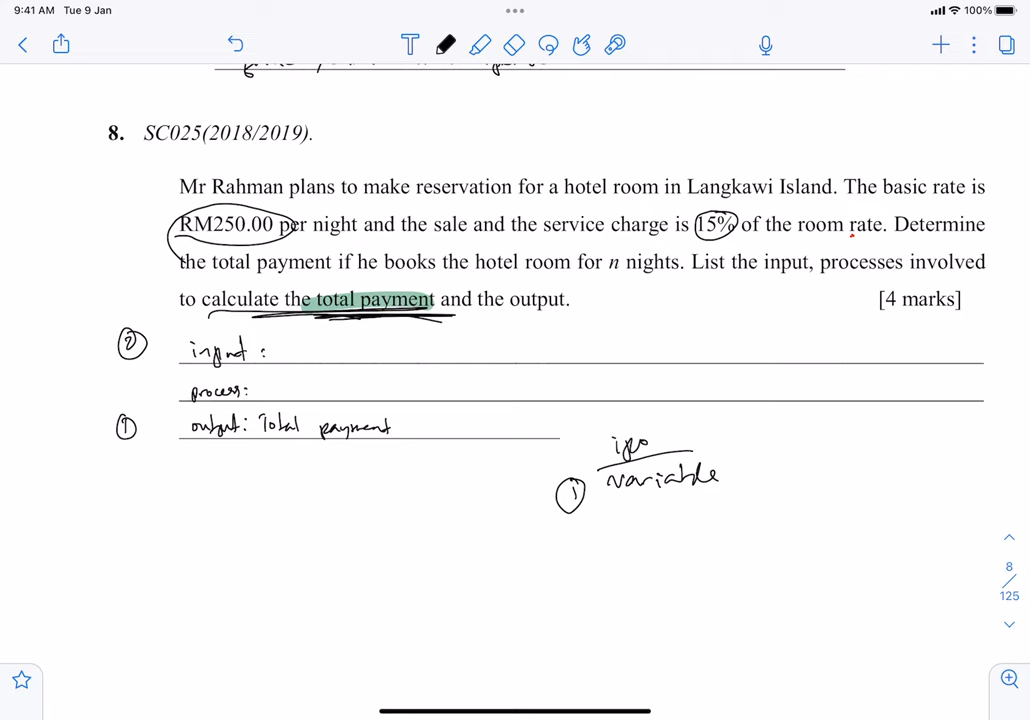 9:41 AM Tue 9 Jan
100%
8. SC025(2018/2019).
Mr Rahman plans to make reservation for a hotel room in Langkawi Island. The basic rate is
RM250.00 per night and the sale and the service charge is 15% of the room rate. Determine
the total payment if he books the hotel room for n nights. List the input, processes involved
to calculate the total payment and the output.
[4 marks]
② input :
process:
① output: Total payment
ipo
① variable
8
125